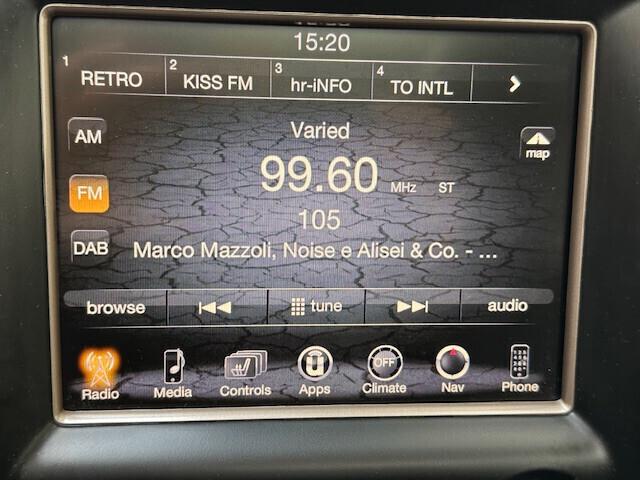 15:20
1 RETRO 2 KISS FM 3 hr-iNFO 4 TO INTL
AM
Varied
map
99.60 MHz ST
FM
105
DAB
Marco Mazzoli, Noise e Alisei & Co. - ...
browse tune audio
OFF
Radio Media Controls Apps Climate Nav Phone